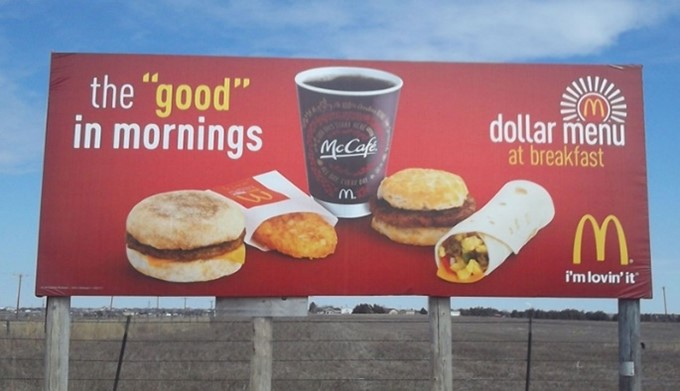 the "good"
in mornings
McCafé
dollar menu
at breakfast
i'm lovin' it